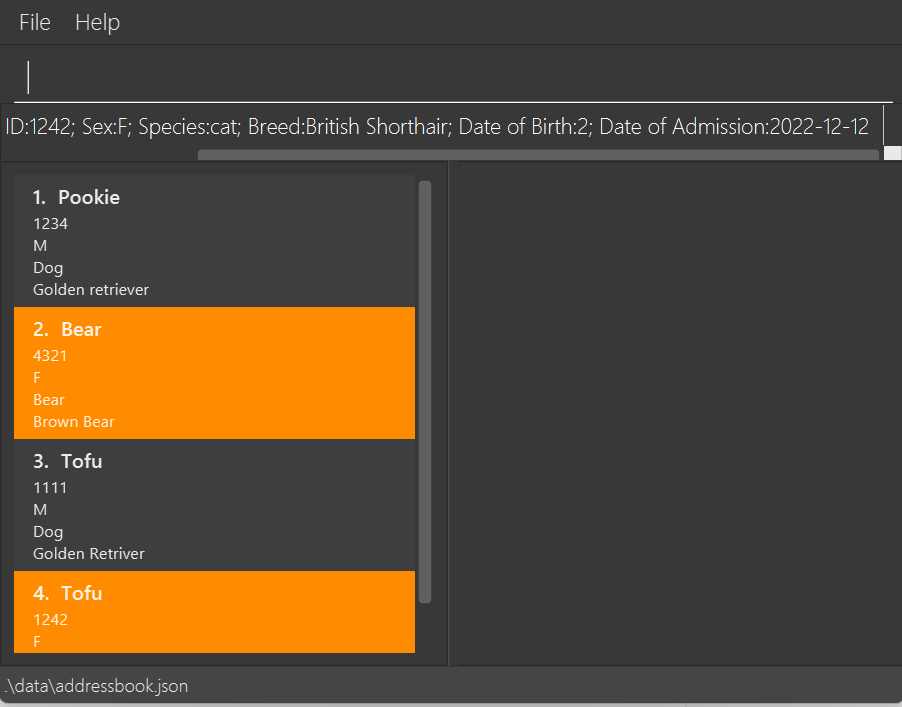 File Help
ID:1242; Sex:F; Species:cat; Breed:British Shorthair; Date of Birth:2; Date of Admission:2022-12-12
1. Pookie
1234
M
Dog
Golden retriever
2. Bear
4321
F
Bear
Brown Bear
3. Tofu
1111
M
Dog
Golden Retriver
4. Tofu
1242
F
.\data\addressbook.json